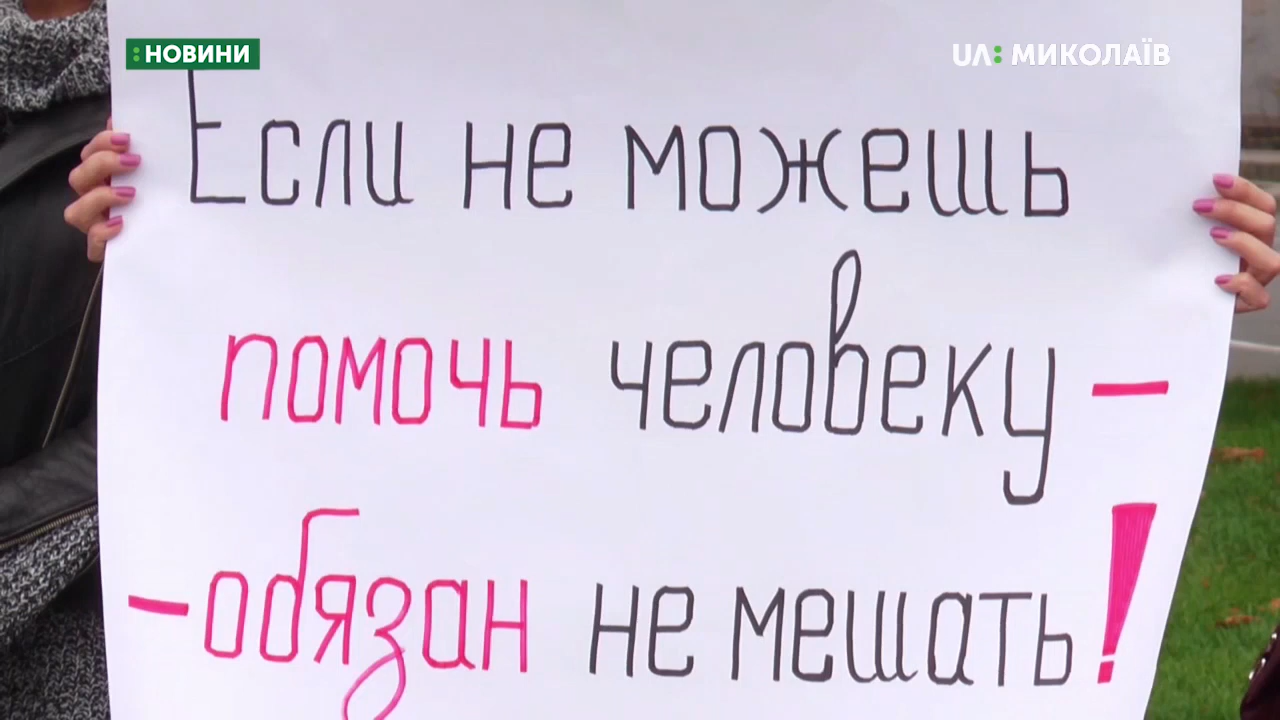 : НОВИНИ
UA: МИКОЛАЇВ
Если не можешь
помочь человеку –
– обязан не мешать!